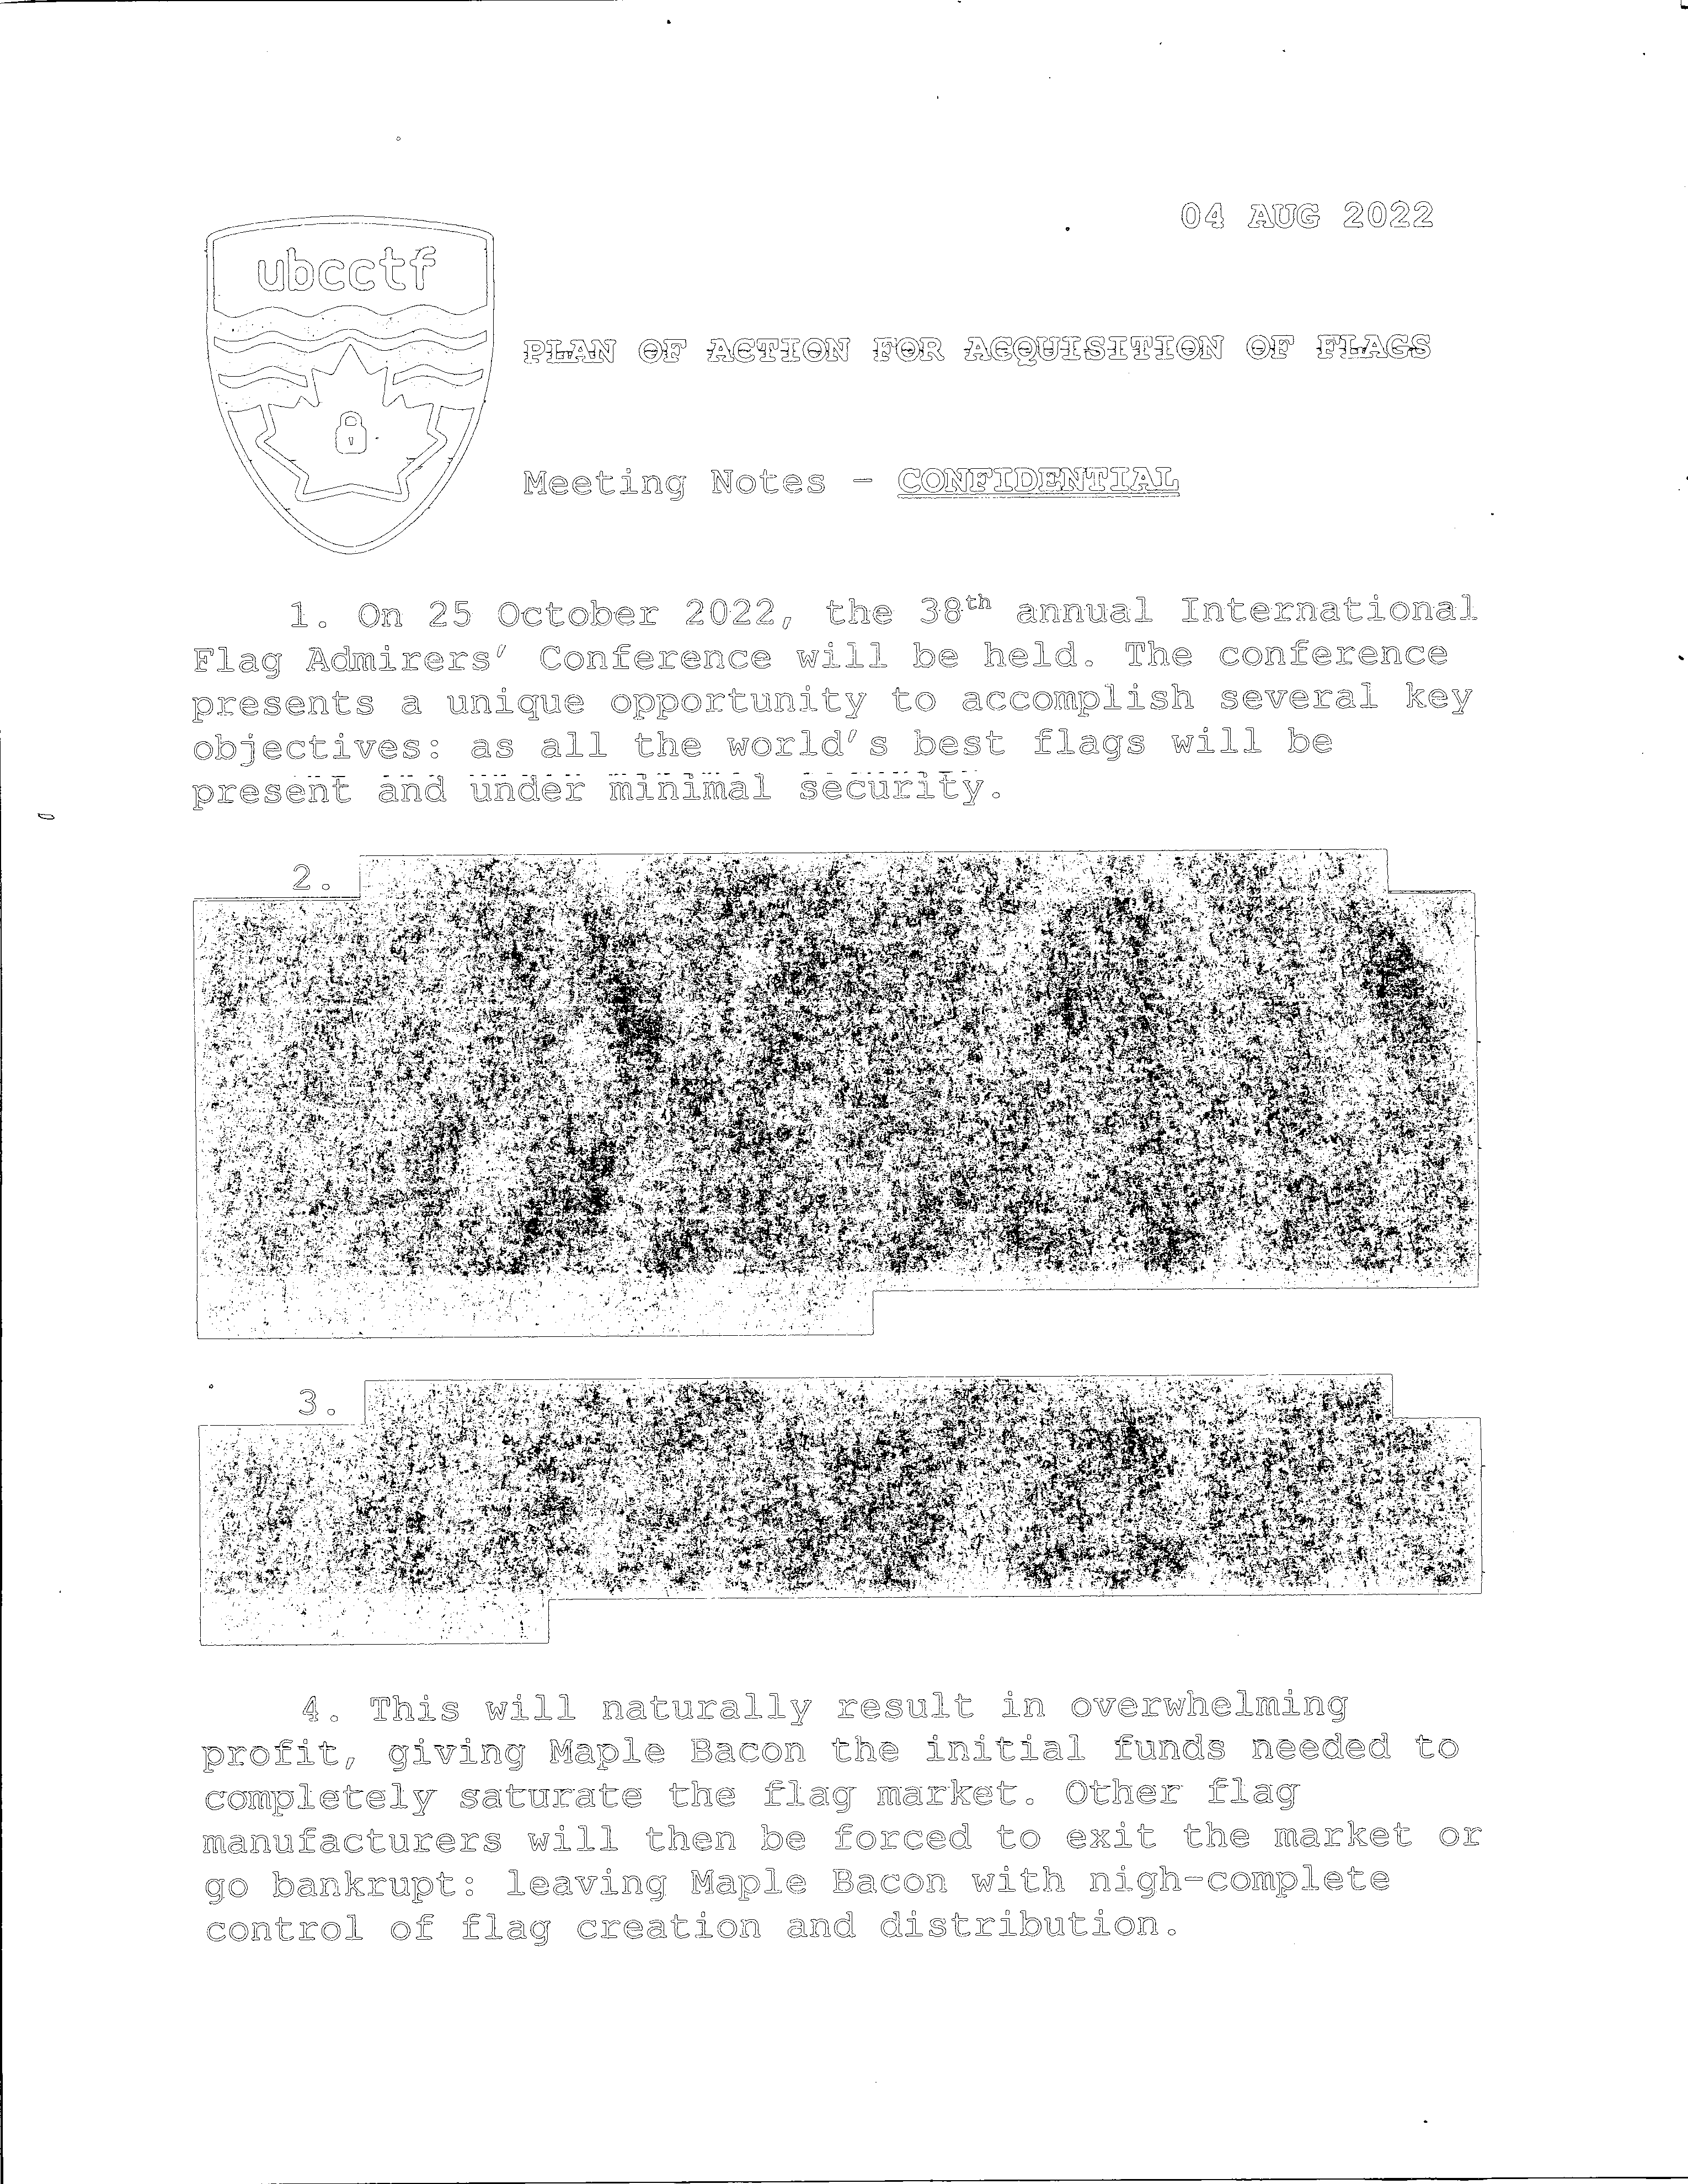 04 AUG 2022
ubcctf
PLAN OF ACTION FOR ACQUISITION OF FLAGS
Meeting Notes - CONFIDENTIAL
1. On 25 October 2022, the 38th annual International
Flag Admirers’ Conference will be held. The conference
presents a unique opportunity to accomplish several key
objectives: as all the world’s best flags will be
present and under minimal security.
2.
3.
4. This will naturally result in overwhelming
profit, giving Maple Bacon the initial funds needed to
completely saturate the flag market. Other flag
manufacturers will then be forced to exit the market or
go bankrupt: leaving Maple Bacon with nigh-complete
control of flag creation and distribution.